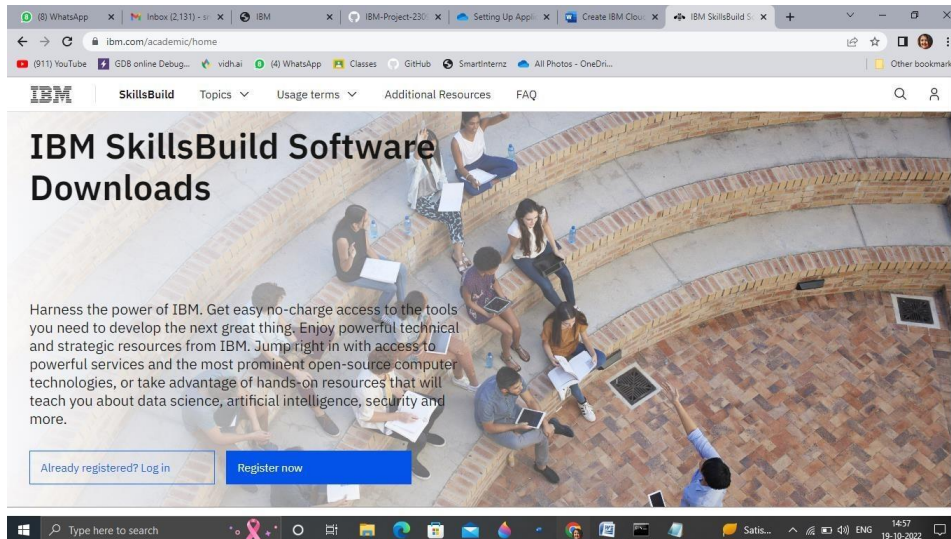 (8) WhatsApp
Inbox (2,131) - s
IBM
IBM-Project-230
Setting Up Appli
Create IBM Clou
IBM SkillsBuild S
ibm.com/academic/home
(911) YouTube
GDB online Debug...
vidh.ai
(4) WhatsApp
Classes
GitHub
SmartInternz
All Photos - OneDri...
Other bookmark
IBM
SkillsBuild
Topics
Usage terms
Additional Resources
FAQ
IBM SkillsBuild Software
Downloads
Harness the power of IBM. Get easy no-charge access to the tools
you need to develop the next great thing. Enjoy powerful technical
and strategic resources from IBM. Jump right in with access to
powerful services and the most prominent open-source computer
technologies, or take advantage of hands-on resources that will
teach you about data science, artificial intelligence, security and
more.
Already registered? Log in
Register now
Type here to search
Satis...
ENG
14:57
19-10-2022